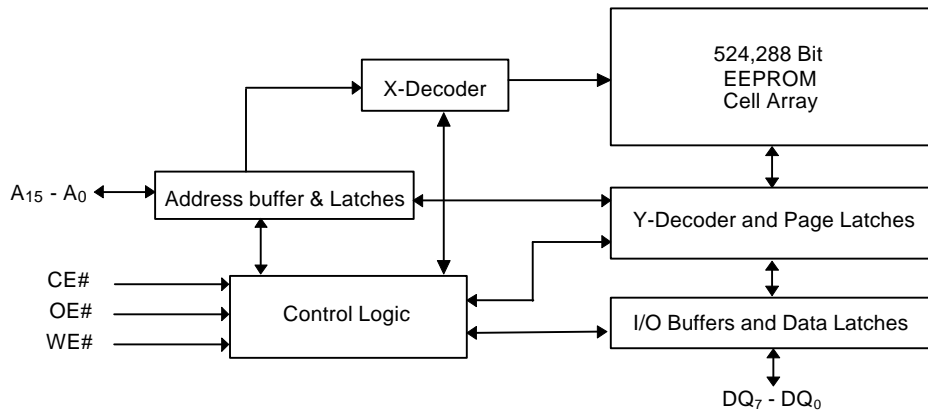 524,288 Bit
EEPROM
Cell Array
X-Decoder
A15 - A0
Address buffer & Latches
Y-Decoder and Page Latches
CE#
OE#
WE#
Control Logic
I/O Buffers and Data Latches
DQ7 - DQ0